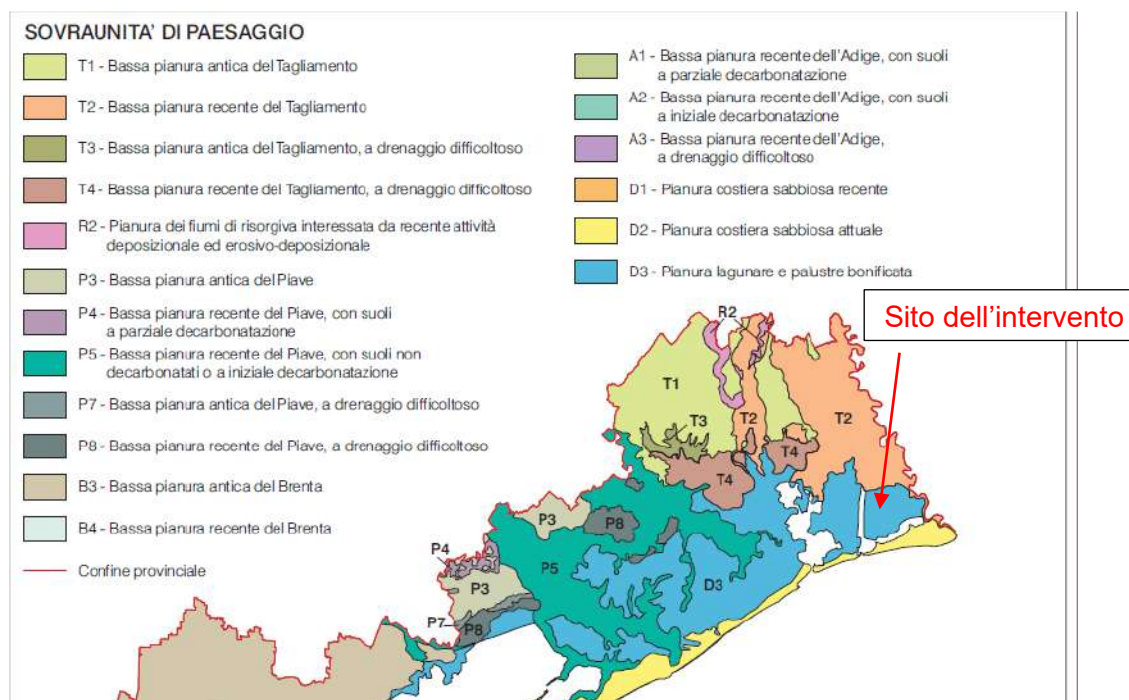 SOVRAUNITA' DI PAESAGGIO
T1 - Bassa pianura antica del Tagliamento
T2 - Bassa pianura recente del Tagliamento
T3 - Bassa pianura antica del Tagliamento, a drenaggio difficoltoso
T4 - Bassa pianura recente del Tagliamento, a drenaggio difficoltoso
R2 - Pianura dei fiumi di risorgiva interessata da recente attività
deposizionale ed erosivo-deposizionale
P3 - Bassa pianura antica del Piave
P4 - Bassa pianura recente del Piave, con suoli
a parziale decarbonatazione
P5 - Bassa pianura recente del Piave, con suoli non
decarbonatati o a iniziale decarbonatazione
P7 - Bassa pianura antica del Piave, a drenaggio difficoltoso
P8 - Bassa pianura recente del Piave, a drenaggio difficoltoso
B3 - Bassa pianura antica del Brenta
B4 - Bassa pianura recente del Brenta
Confine provinciale
A1 - Bassa pianura recente dell'Adige, con suoli
a parziale decarbonatazione
A2 - Bassa pianura recente dell'Adige, con suoli
a iniziale decarbonatazione
A3 - Bassa pianura recente dell'Adige,
a drenaggio difficoltoso
D1 - Pianura costiera sabbiosa recente
D2 - Pianura costiera sabbiosa attuale
D3 - Pianura lagunare e palustre bonificata
Sito dell'intervento
R2
T1
T3
T2
T2
T4
T4
P3
P8
P4
P5
P3
D3
P7
P8